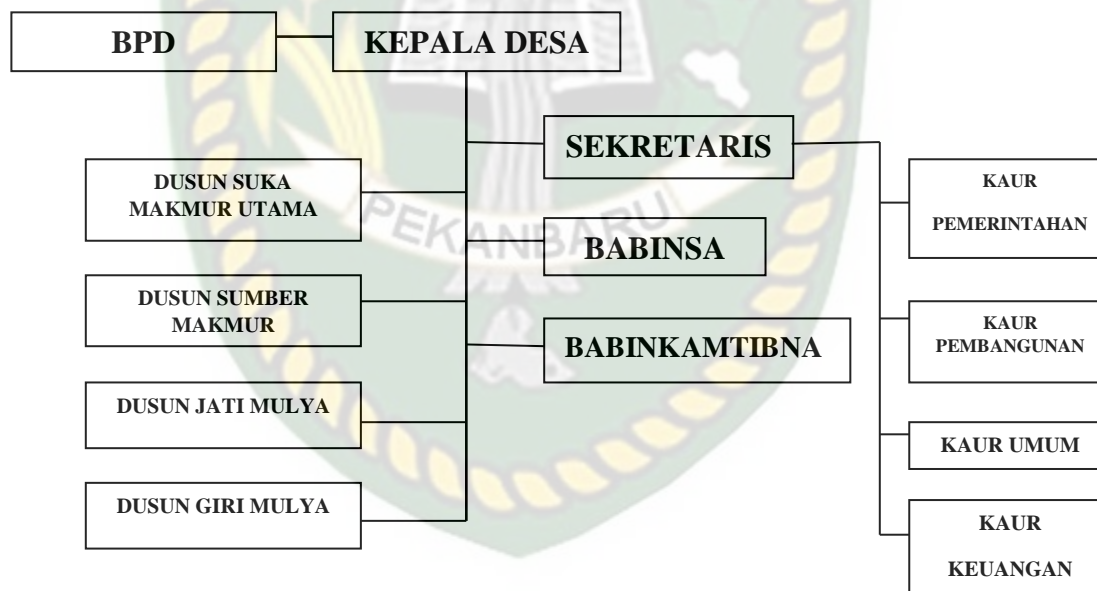 BPD
KEPALA DESA
SEKRETARIS
DUSUN SUKA
MAKMUR UTAMA
KAUR
PEMERINTAHAN
PEKANBARU
BABINSA
DUSUN SUMBER
MAKMUR
KAUR
PEMBANGUNAN
BABINKAMTIBNA
DUSUN JATI MULYA
KAUR UMUM
DUSUN GIRI MULYA
KAUR
KEUANGAN